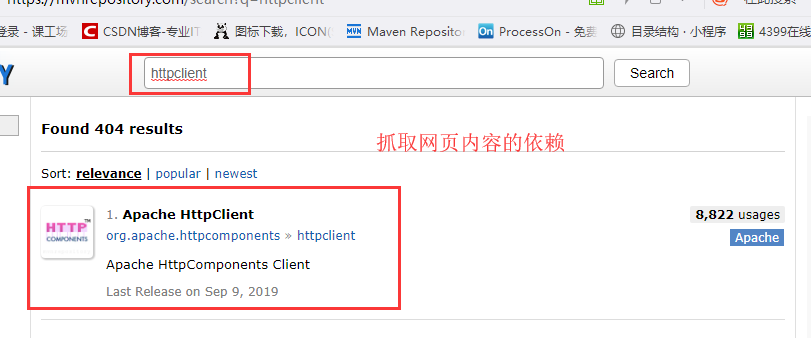 https://mvnrepository.com/search?q=httpclient
登录 - 课工场 CSDN博客-专业IT 图标下载，ICON( MVN Maven Reposito On ProcessOn - 免费 目录结构 · 小程序 4399在线
Y httpclient Search
Found 404 results
抓取网页内容的依赖
Sort: relevance | popular | newest
HTTP COMPONENTS TM
1. Apache HttpClient
8,822 usages
org.apache.httpcomponents » httpclient
Apache
Apache HttpComponents Client
Last Release on Sep 9, 2019